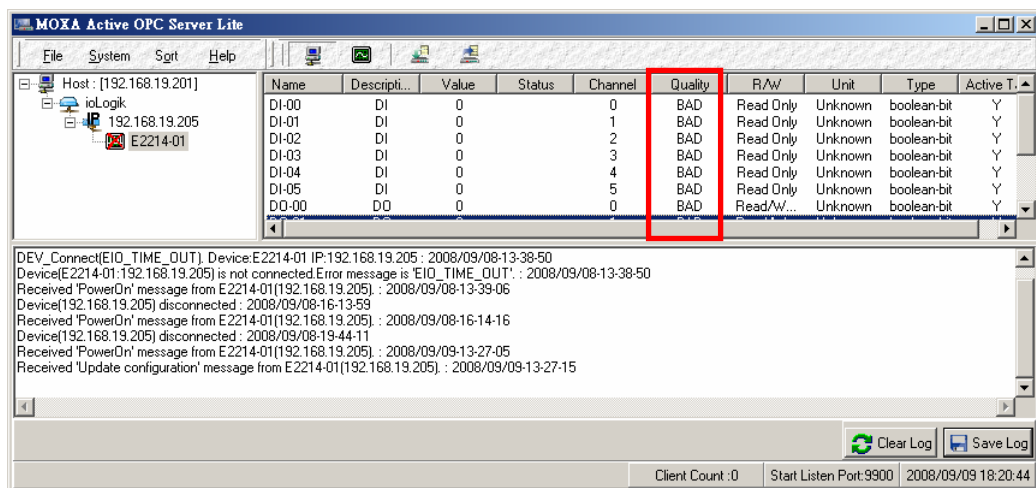 MOXA Active OPC Server Lite
File System Sort Help
Host : [192.168.19.201]
ioLogik
192.168.19.205
E2214-01
Name Descripti... Value Status Channel Quality R/W Unit Type Active T
DI-00 DI 0 0 BAD Read Only Unknown boolean-bit Y
DI-01 DI 0 1 BAD Read Only Unknown boolean-bit Y
DI-02 DI 0 2 BAD Read Only Unknown boolean-bit Y
DI-03 DI 0 3 BAD Read Only Unknown boolean-bit Y
DI-04 DI 0 4 BAD Read Only Unknown boolean-bit Y
DI-05 DI 0 5 BAD Read Only Unknown boolean-bit Y
DO-00 DO 0 0 BAD Read/W... Unknown boolean-bit Y
DEV_Connect(EIO_TIME_OUT). Device:E2214-01 IP:192.168.19.205 : 2008/09/08-13-38-50
Device(E2214-01:192.168.19.205) is not connected.Error message is 'EIO_TIME_OUT'. : 2008/09/08-13-38-50
Received 'PowerOn' message from E2214-01(192.168.19.205). : 2008/09/08-13-39-06
Device(192.168.19.205) disconnected : 2008/09/08-16-13-59
Received 'PowerOn' message from E2214-01(192.168.19.205). : 2008/09/08-16-14-16
Device(192.168.19.205) disconnected : 2008/09/08-19-44-11
Received 'PowerOn' message from E2214-01(192.168.19.205). : 2008/09/09-13-27-05
Received 'Update configuration' message from E2214-01(192.168.19.205). : 2008/09/09-13-27-15
Clear Log Save Log
Client Count :0 Start Listen Port:9900 2008/09/09 18:20:44